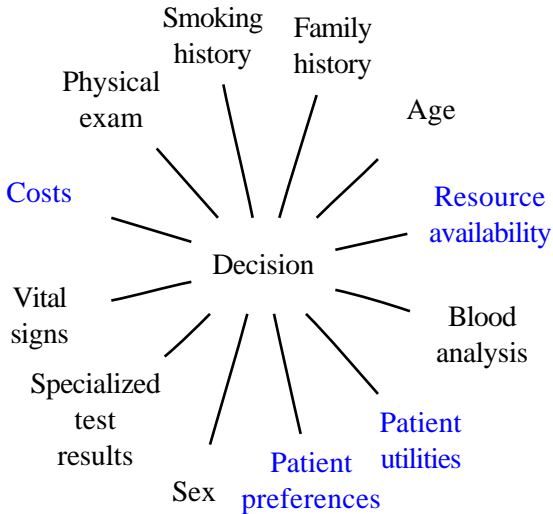 Smoking
history
Family
history
Physical
exam
Age
Costs
Resource
availability
Decision
Vital
signs
Blood
analysis
Specialized
test
results
Patient
utilities
Sex
Patient
preferences